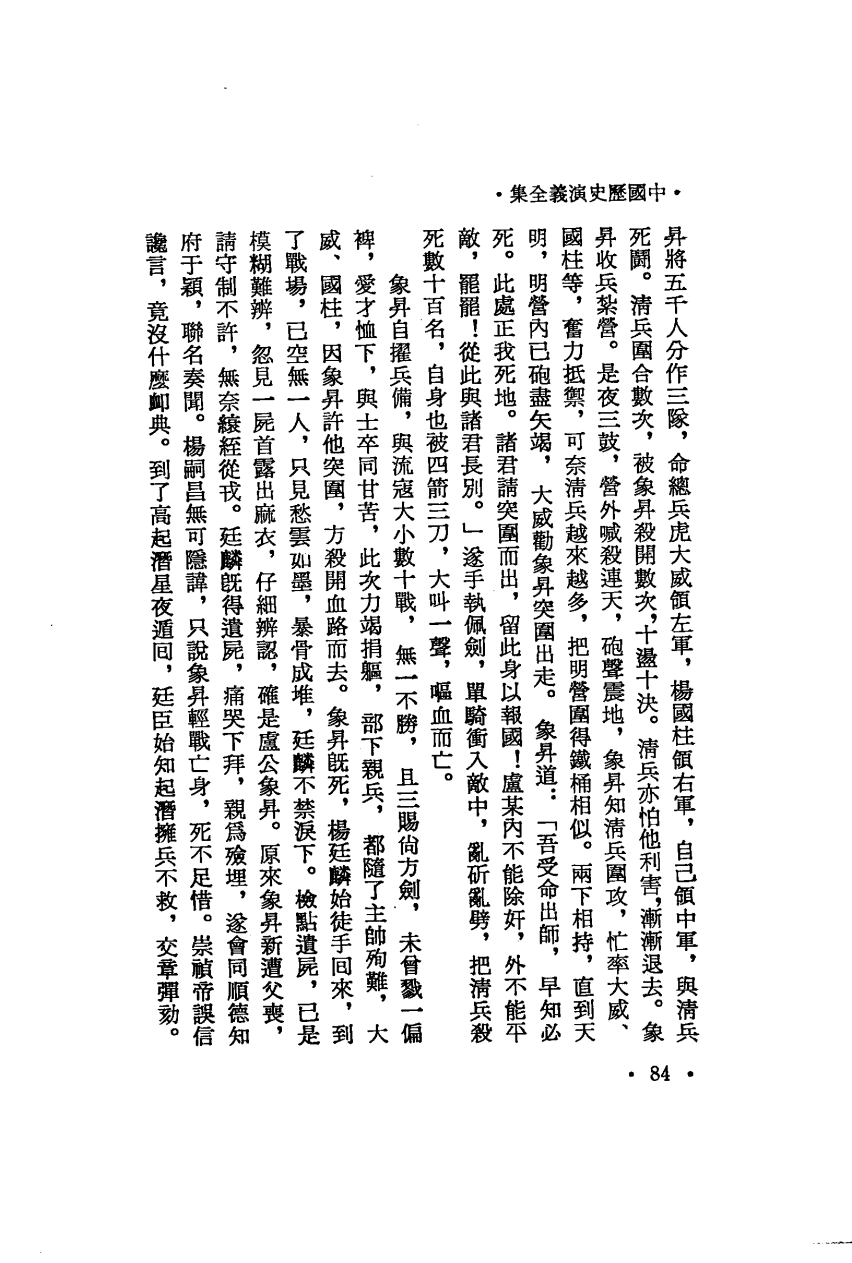 •中國歷史演義全集•
昇將五千人分作三隊，命總兵虎大威領左軍，楊國柱領右軍，自己領中軍，與清兵
死鬬。清兵圍合數次，被象昇殺開數次，十盪十決。清兵亦怕他利害，漸漸退去。象
昇收兵紮營。是夜三鼓，營外喊殺連天，砲聲震地，象昇知清兵圍攻，忙率大威、
國柱等，奮力抵禦，可奈清兵越來越多，把明營圍得鐵桶相似。兩下相持，直到天
明，明營內已砲盡矢竭，大威勸象昇突圍出走。象昇道：「吾受命出師，早知必
死。此處正我死地。諸君請突圍而出，留此身以報國！盧某內不能除奸，外不能平
敵，罷罷！從此與諸君長別。」遂手執佩劍，單騎衝入敵中，亂斫亂劈，把清兵殺
死數十百名，自身也被四箭三刀，大叫一聲，嘔血而亡。
象昇自擢兵備，與流寇大小數十戰，無一不勝，且三賜尙方劍，未曾戮一偏
裨，愛才恤下，與士卒同甘苦，此次力竭捐軀，部下親兵，都隨了主帥殉難，大
威、國柱，因象昇許他突圍，方殺開血路而去。象昇旣死，楊廷麟始徒手回來，到
了戰場，已空無一人，只見愁雲如墨，暴骨成堆，廷麟不禁淚下。檢點遺屍，已是
模糊難辨，忽見一屍首露出麻衣，仔細辨認，確是盧公象昇。原來象昇新遭父喪，
請守制不許，無奈縗絰從戎。廷麟旣得遺屍，痛哭下拜，親爲殮埋，遂會同順德知
府于穎，聯名奏聞。楊嗣昌無可隱諱，只說象昇輕戰亡身，死不足惜。崇禎帝誤信
讒言，竟沒什麼卹典。到了高起潛星夜遁回，廷臣始知起潛擁兵不救，交章彈劾。
• 84 •